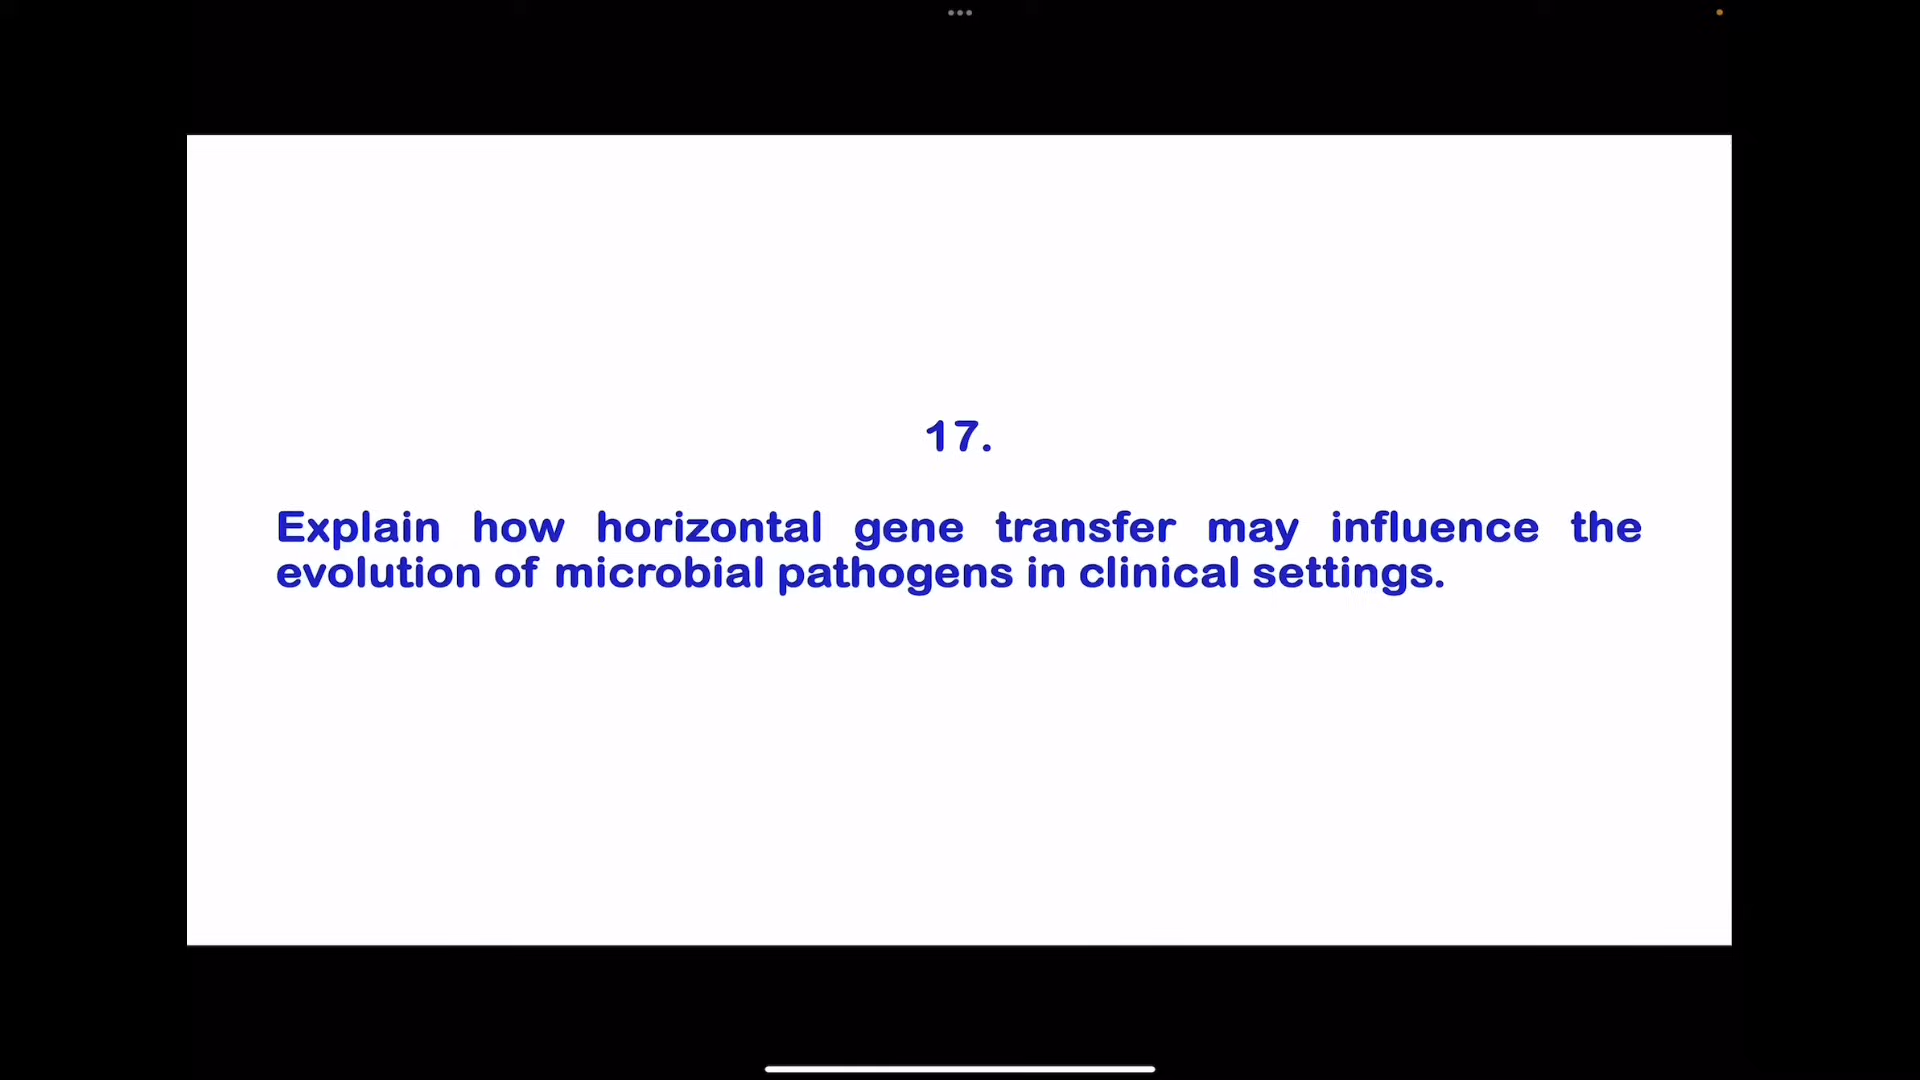 17.
Explain how horizontal gene transfer may influence the
evolution of microbial pathogens in clinical settings.